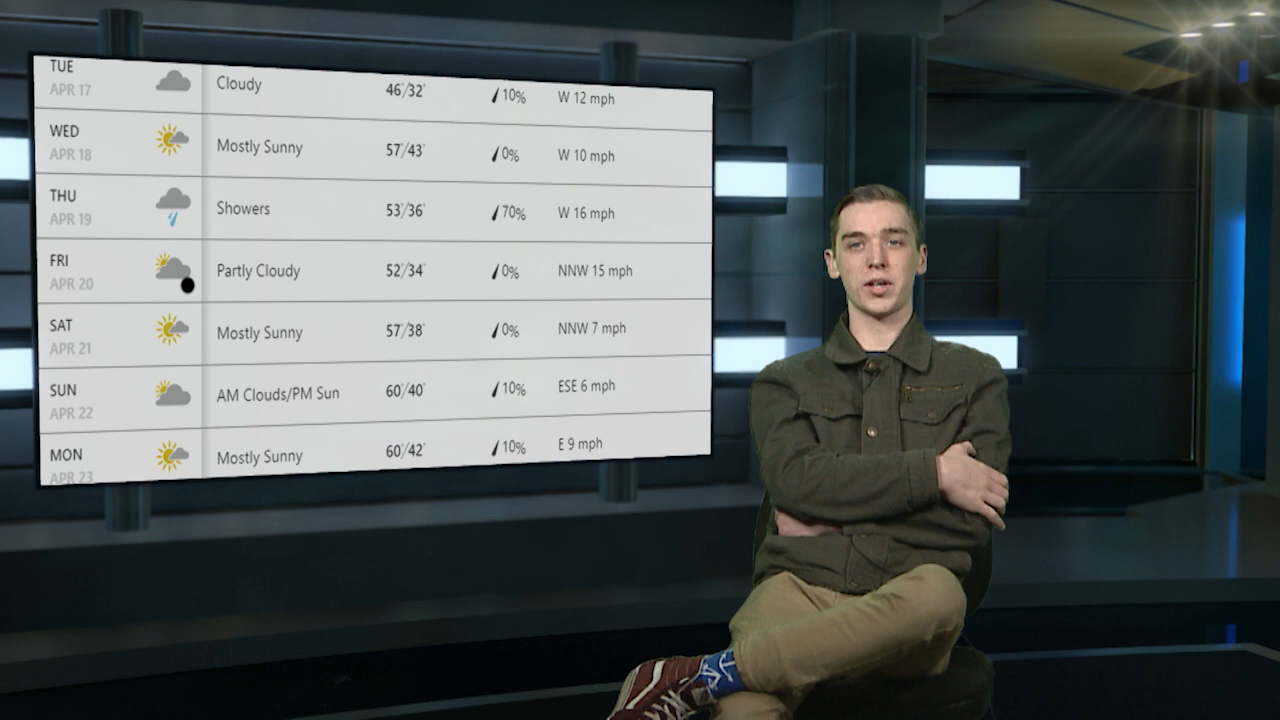 TUE
APR 17
Cloudy
46°/32°
10%
W 12 mph
WED
APR 18
Mostly Sunny
57°/43°
0%
W 10 mph
THU
APR 19
Showers
53°/36°
70%
W 16 mph
FRI
APR 20
Partly Cloudy
52°/34°
0%
NNW 15 mph
SAT
APR 21
Mostly Sunny
57°/38°
0%
NNW 7 mph
SUN
APR 22
AM Clouds/PM Sun
60°/40°
10%
ESE 6 mph
MON
APR 23
Mostly Sunny
60°/42°
10%
E 9 mph